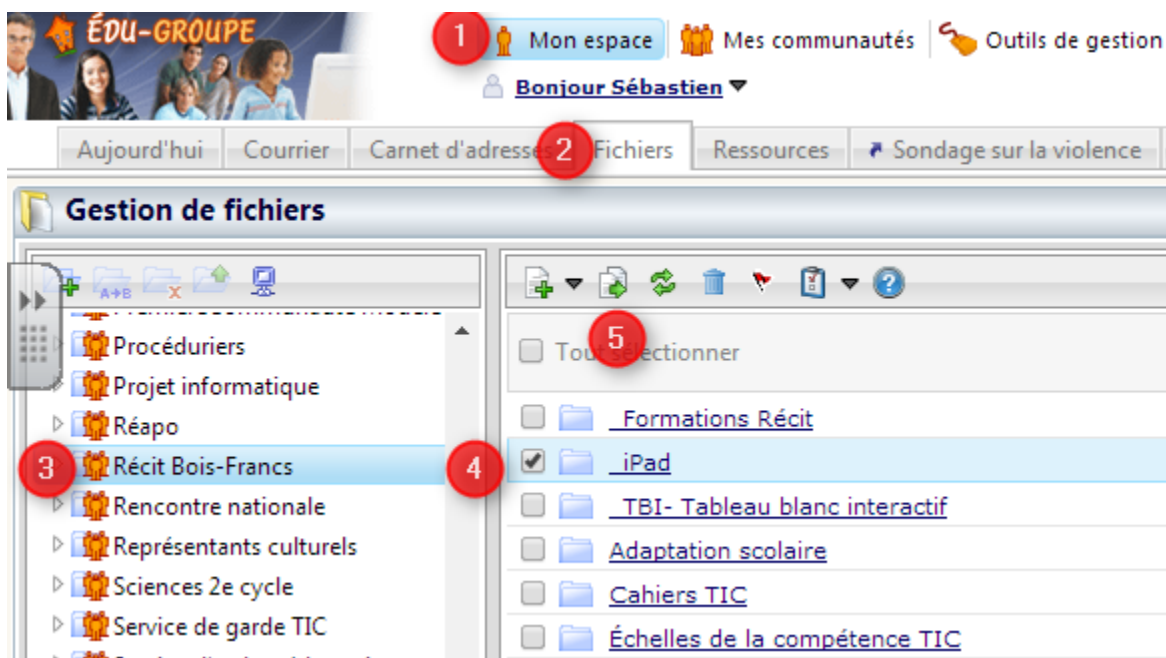 ÉDU-GROUPE
1 Mon espace Mes communautés Outils de gestion
Bonjour Sébastien
Aujourd'hui Courrier Carnet d'adresses 2 Fichiers Ressources Sondage sur la violence
Gestion de fichiers
A→B
Procéduriers
Projet informatique
Réapo
3 Récit Bois-Francs
Rencontre nationale
Représentants culturels
Sciences 2e cycle
Service de garde TIC
5
Tout sélectionner
_Formations Récit
4 _iPad
_TBI- Tableau blanc interactif
Adaptation scolaire
Cahiers TIC
Échelles de la compétence TIC